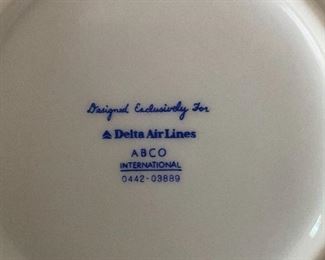 Designed Exclusively For
Delta Air Lines
ABCO
INTERNATIONAL
0442-03889